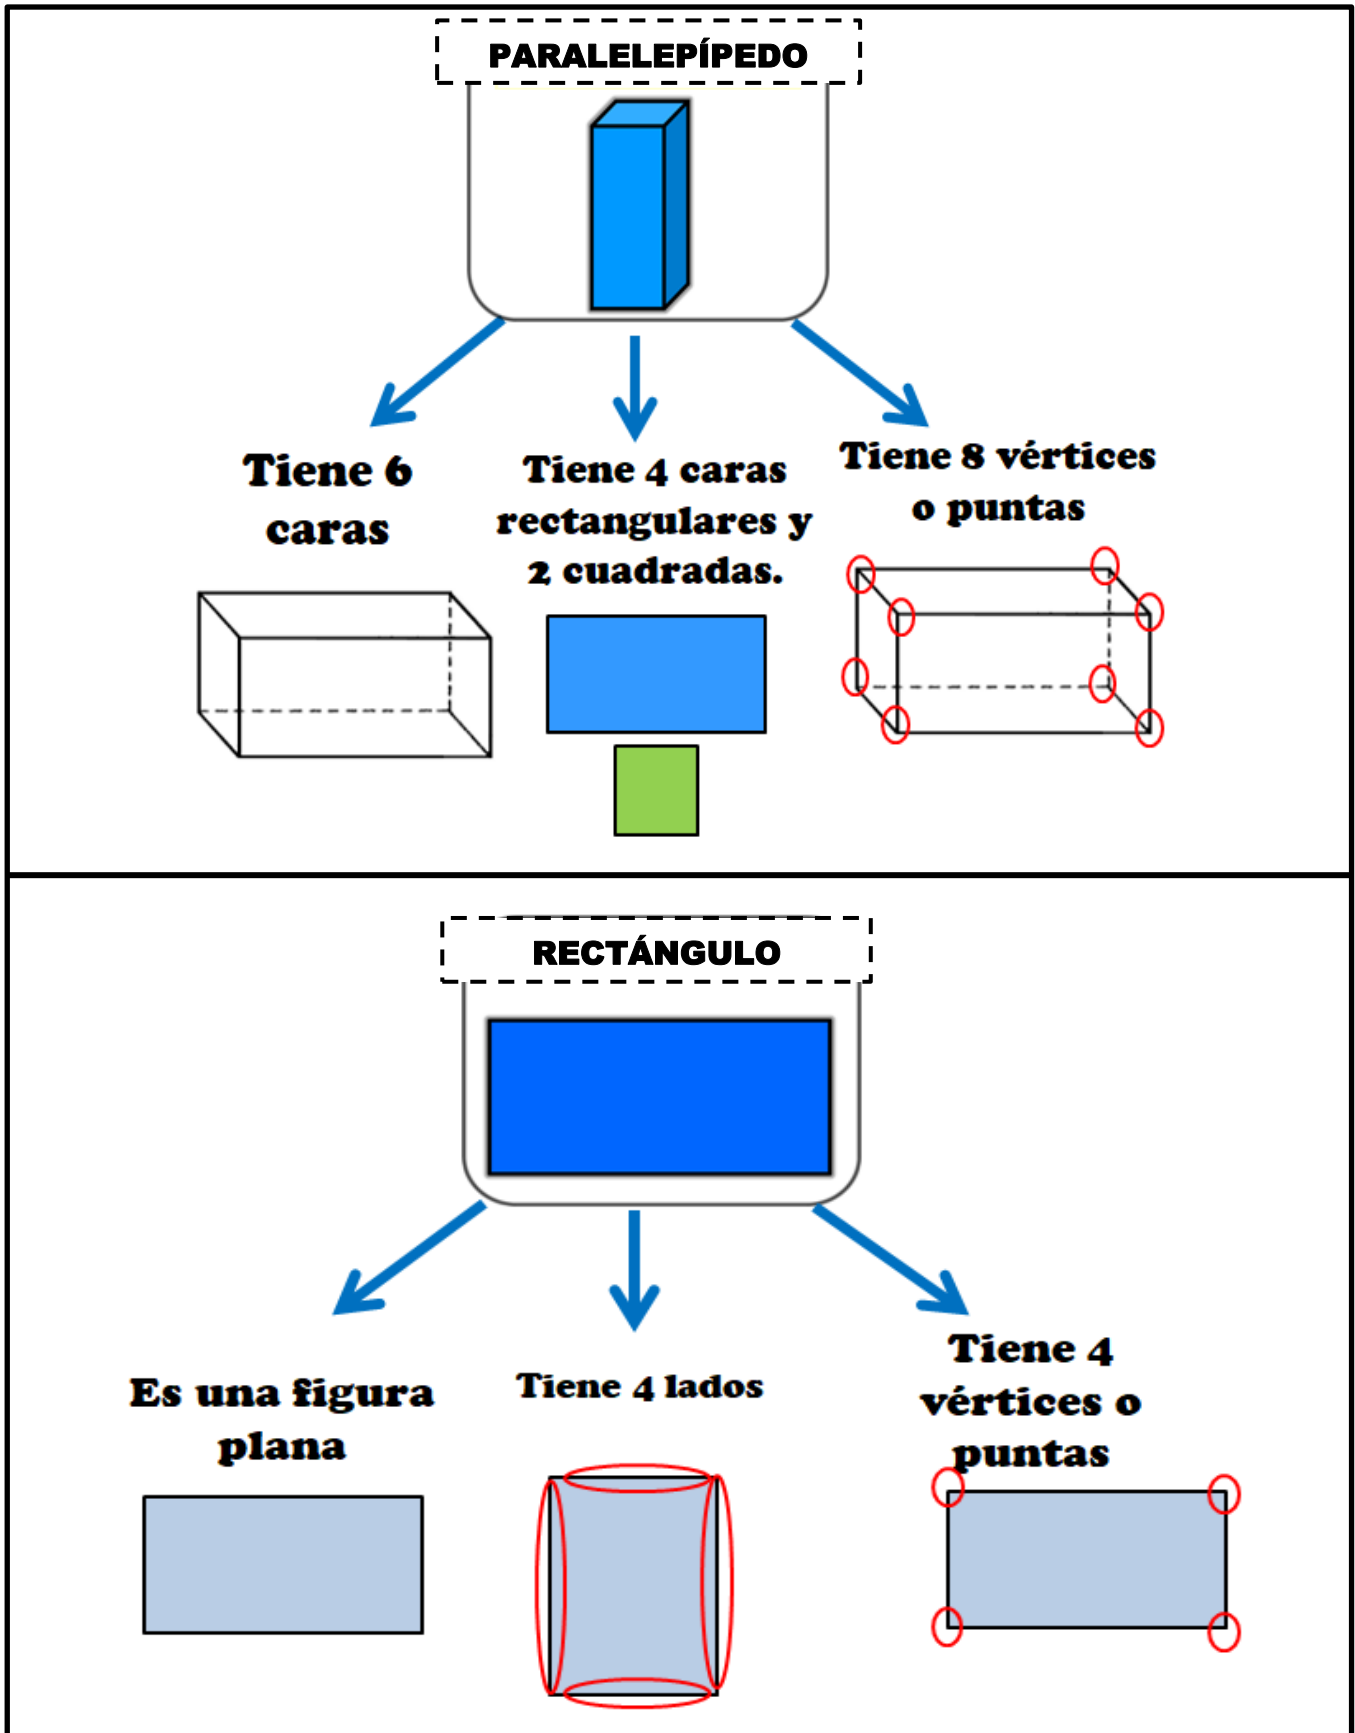 PARALELEPÍPEDO
Tiene 6
caras
Tiene 4 caras
rectangulares y
2 cuadradas.
Tiene 8 vértices
o puntas
RECTÁNGULO
Es una figura
plana
Tiene 4 lados
Tiene 4
vértices o
puntas